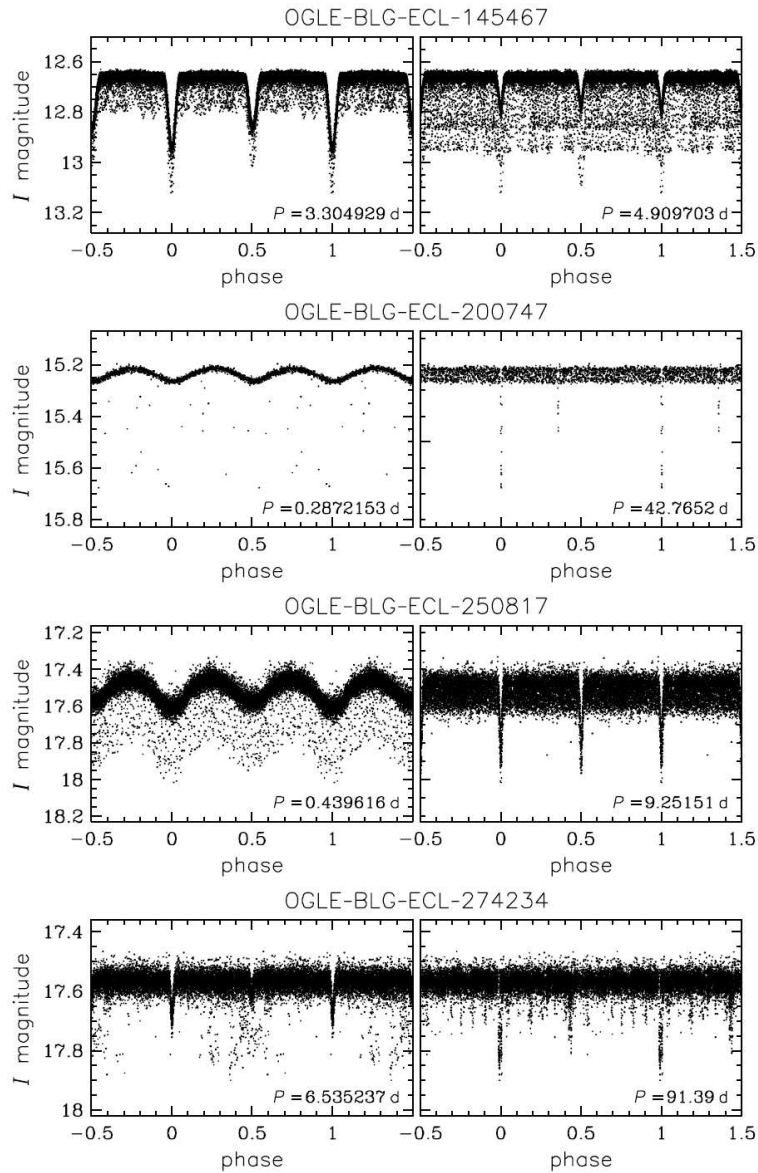 OGLE-BLG-ECL-145467
12.6
12.8
13
13.2
I magnitude
P = 3.304929 d
P = 4.909703 d
−0.5 0 0.5 1 −0.5 0 0.5 1 1.5
phase phase
OGLE-BLG-ECL-200747
15.2
15.4
15.6
15.8
I magnitude
P = 0.2872153 d
P = 42.7652 d
−0.5 0 0.5 1 −0.5 0 0.5 1 1.5
phase phase
OGLE-BLG-ECL-250817
17.2
17.4
17.6
17.8
18
18.2
I magnitude
P = 0.439616 d
P = 9.25151 d
−0.5 0 0.5 1 −0.5 0 0.5 1 1.5
phase phase
OGLE-BLG-ECL-274234
17.4
17.6
17.8
18
I magnitude
P = 6.535237 d
P = 91.39 d
−0.5 0 0.5 1 −0.5 0 0.5 1 1.5
phase phase